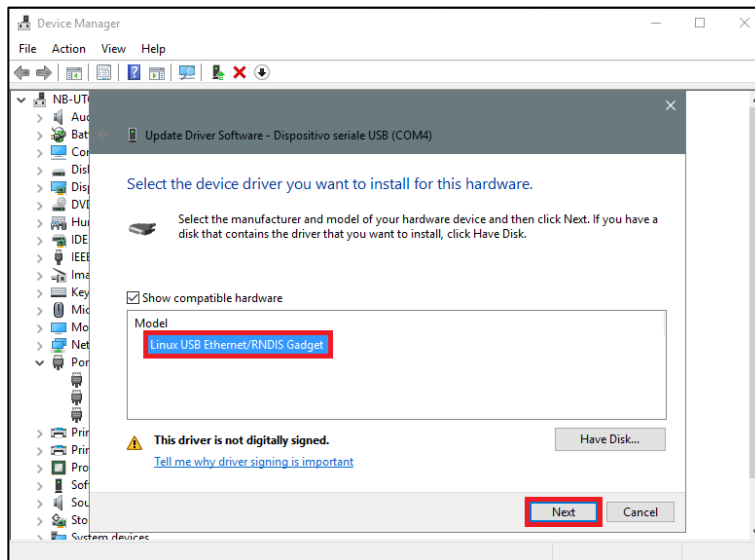 Device Manager
File Action View Help
NB-UT
Update Driver Software - Dispositivo seriale USB (COM4)
Select the device driver you want to install for this hardware.
Select the manufacturer and model of your hardware device and then click Next. If you have a
disk that contains the driver that you want to install, click Have Disk.
Show compatible hardware
Model
Linux USB Ethernet/RNDIS Gadget
This driver is not digitally signed.
Have Disk...
Tell me why driver signing is important
Next
Cancel
Auc
Bat
Cor
Disl
Disp
DVI
Hur
IDE
IEEE
Ima
Key
Mic
Mo
Net
Por
Prir
Prir
Pro
Sof
Sou
Sto
System devices